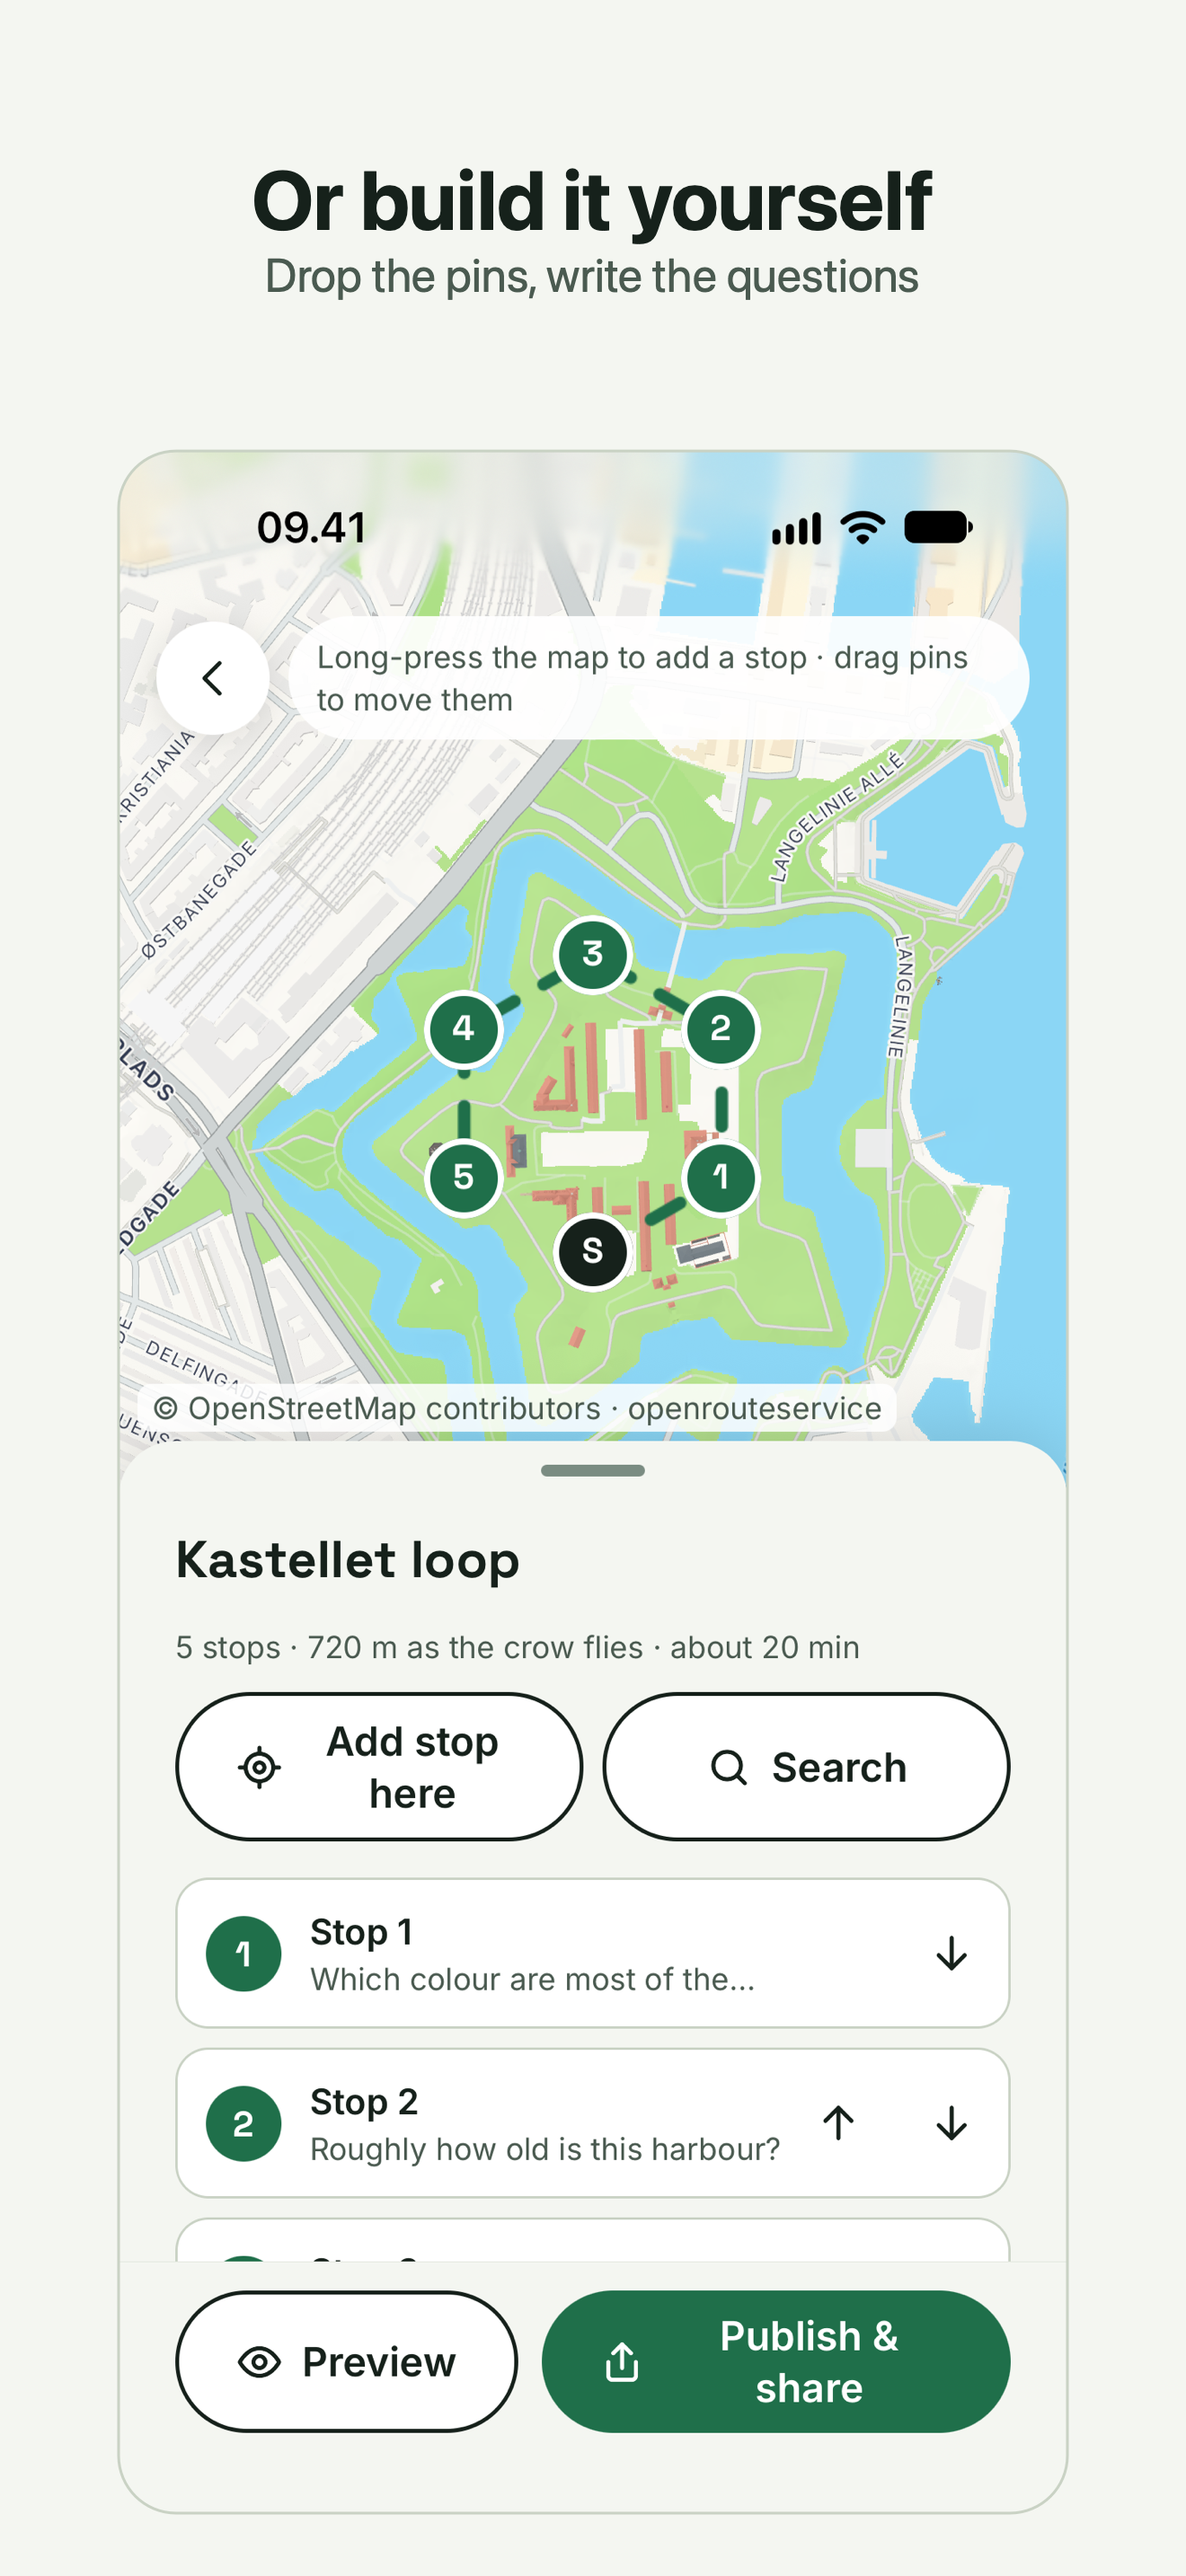 Or build it yourself
Drop the pins, write the questions
09.41
Long-press the map to add a stop · drag pins
to move them
LANGELINIE ALLÉ
ØSTBANEGADE
LANGELINIE
3
4
2
5
1
S
DELFINGADE
© OpenStreetMap contributors · openrouteservice
Kastellet loop
5 stops · 720 m as the crow flies · about 20 min
Add stop
here
Search
1
Stop 1
Which colour are most of the...
2
Stop 2
Roughly how old is this harbour?
Preview
Publish &
share